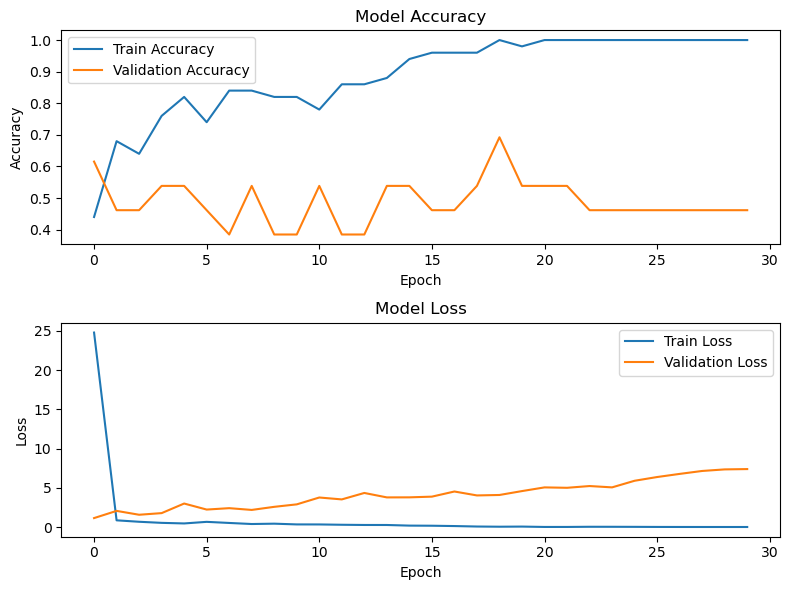 Model Accuracy
1.0
0.9
0.8
0.7
0.6
0.5
0.4
Accuracy
Train Accuracy
Validation Accuracy
0 5 10 15 20 25 30
Epoch
Model Loss
25
20
15
10
5
0
Loss
Train Loss
Validation Loss
0 5 10 15 20 25 30
Epoch